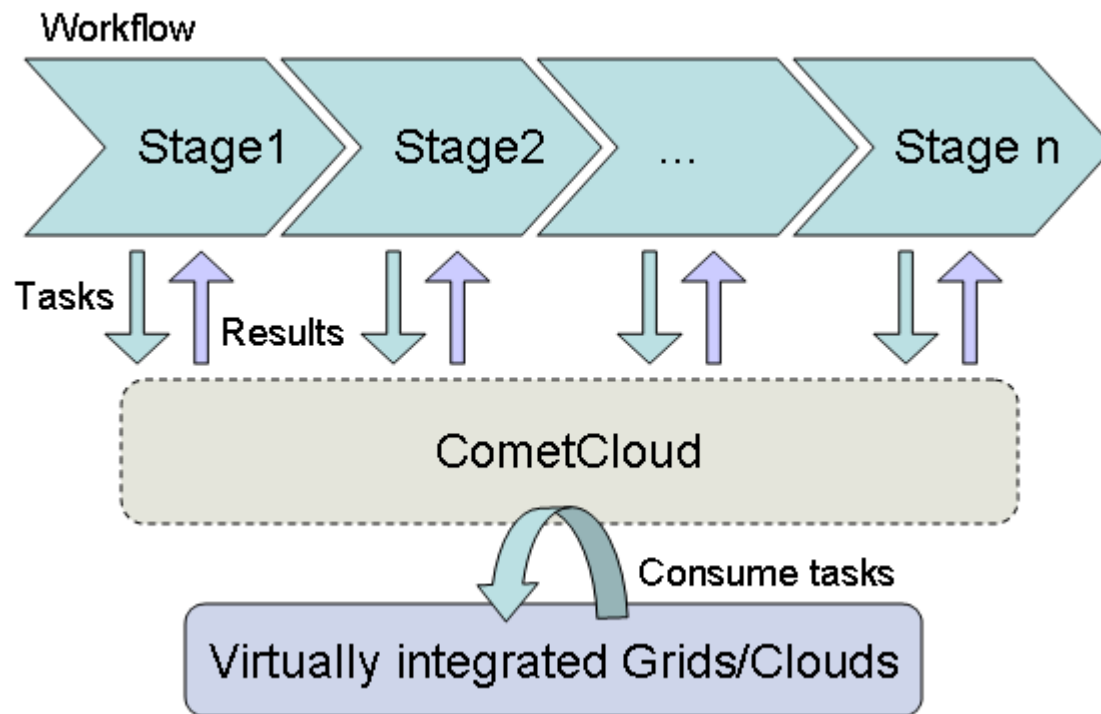 Workflow
Stage1
Stage2
...
Stage n
Tasks
Results
CometCloud
Consume tasks
Virtually integrated Grids/Clouds